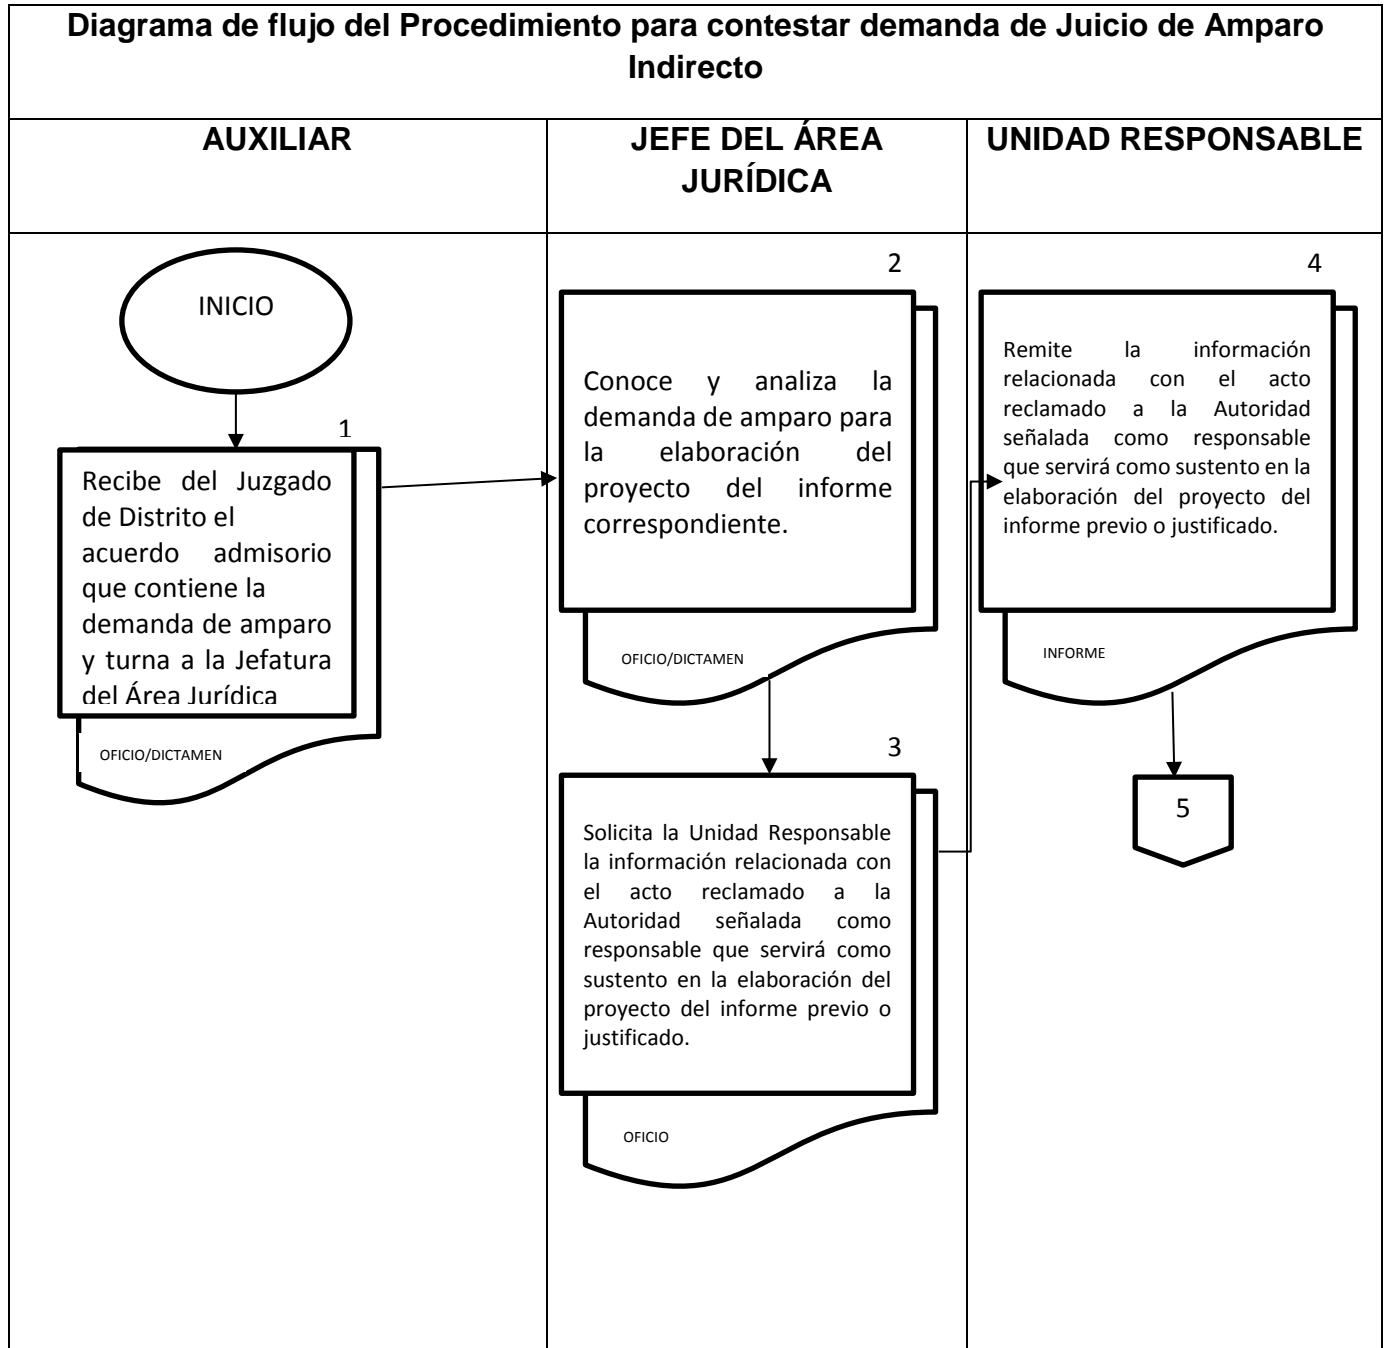 Diagrama de flujo del Procedimiento para contestar demanda de Juicio de Amparo
Indirecto
AUXILIAR
JEFE DEL ÁREA
JURÍDICA
UNIDAD RESPONSABLE
INICIO
1
Recibe del Juzgado
de Distrito el
acuerdo admisorio
que contiene la
demanda de amparo
y turna a la Jefatura
del Área Jurídica
OFICIO/DICTAMEN
2
Conoce y analiza la
demanda de amparo para
la elaboración del
proyecto del informe
correspondiente.
OFICIO/DICTAMEN
3
Solicita la Unidad Responsable
la información relacionada con
el acto reclamado a la
Autoridad señalada como
responsable que servirá como
sustento en la elaboración del
proyecto del informe previo o
justificado.
OFICIO
4
Remite la información
relacionada con el acto
reclamado a la Autoridad
señalada como responsable
que servirá como sustento en la
elaboración del proyecto del
informe previo o justificado.
INFORME
5